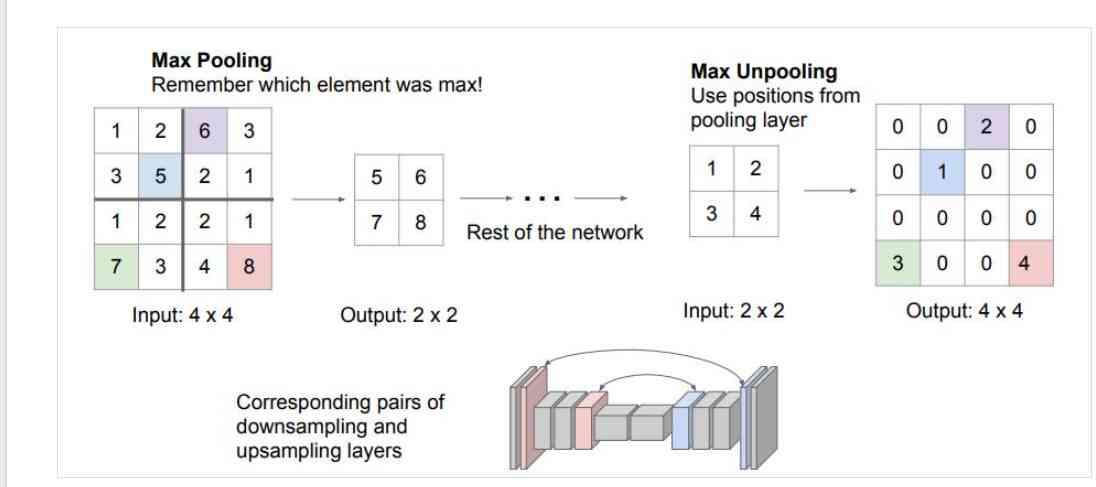 Max Pooling
Remember which element was max!
1 2 6 3
3 5 2 1
1 2 2 1
7 3 4 8
Input: 4 x 4
5 6
7 8
Output: 2 x 2
...
Rest of the network
Max Unpooling
Use positions from
pooling layer
1 2
3 4
Input: 2 x 2
0 0 2 0
0 1 0 0
0 0 0 0
3 0 0 4
Output: 4 x 4
Corresponding pairs of
downsampling and
upsampling layers